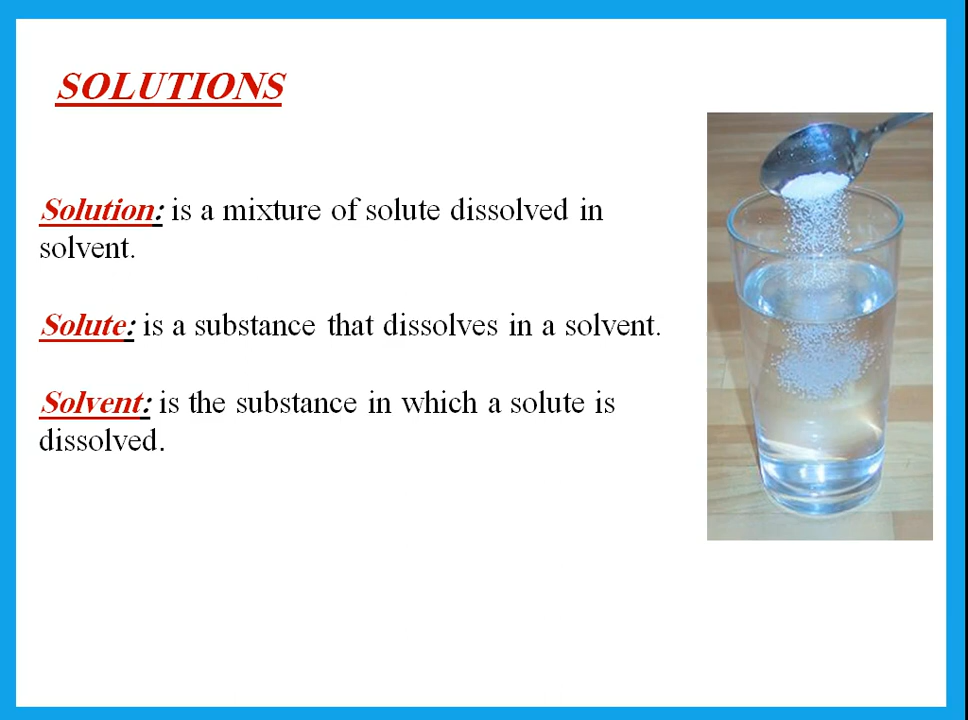 SOLUTIONS
Solution: is a mixture of solute dissolved in
solvent.
Solute: is a substance that dissolves in a solvent.
Solvent: is the substance in which a solute is
dissolved.